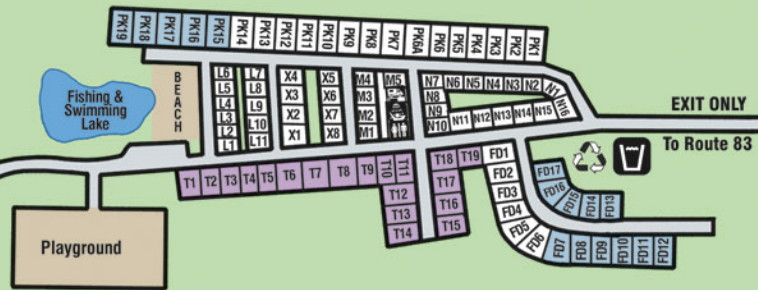 PK19
PK18
PK17
PK16
PK15
PK14
PK13
PK12
PK11
PK10
PK9
PK8
PK7
PK6A
PK6
PK5
PK4
PK3
PK2
PK1
Fishing &
Swimming
Lake
BEACH
L6
L5
L4
L3
L2
L1
L7
L8
L9
L10
L11
X4
X3
X2
X1
X5
X6
X7
X8
M4
M3
M2
M1
M5
N7
N8
N9
N10
N6
N5
N4
N3
N2
N1
N16
N11
N12
N13
N14
N15
EXIT ONLY
To Route 83
T1
T2
T3
T4
T5
T6
T7
T8
T9
T10
T11
T12
T13
T14
T18
T19
T17
T16
T15
FD1
FD2
FD3
FD4
FD5
FD6
FD17
FD16
FD15
FD14
FD13
FD7
FD8
FD9
FD10
FD11
FD12
Playground